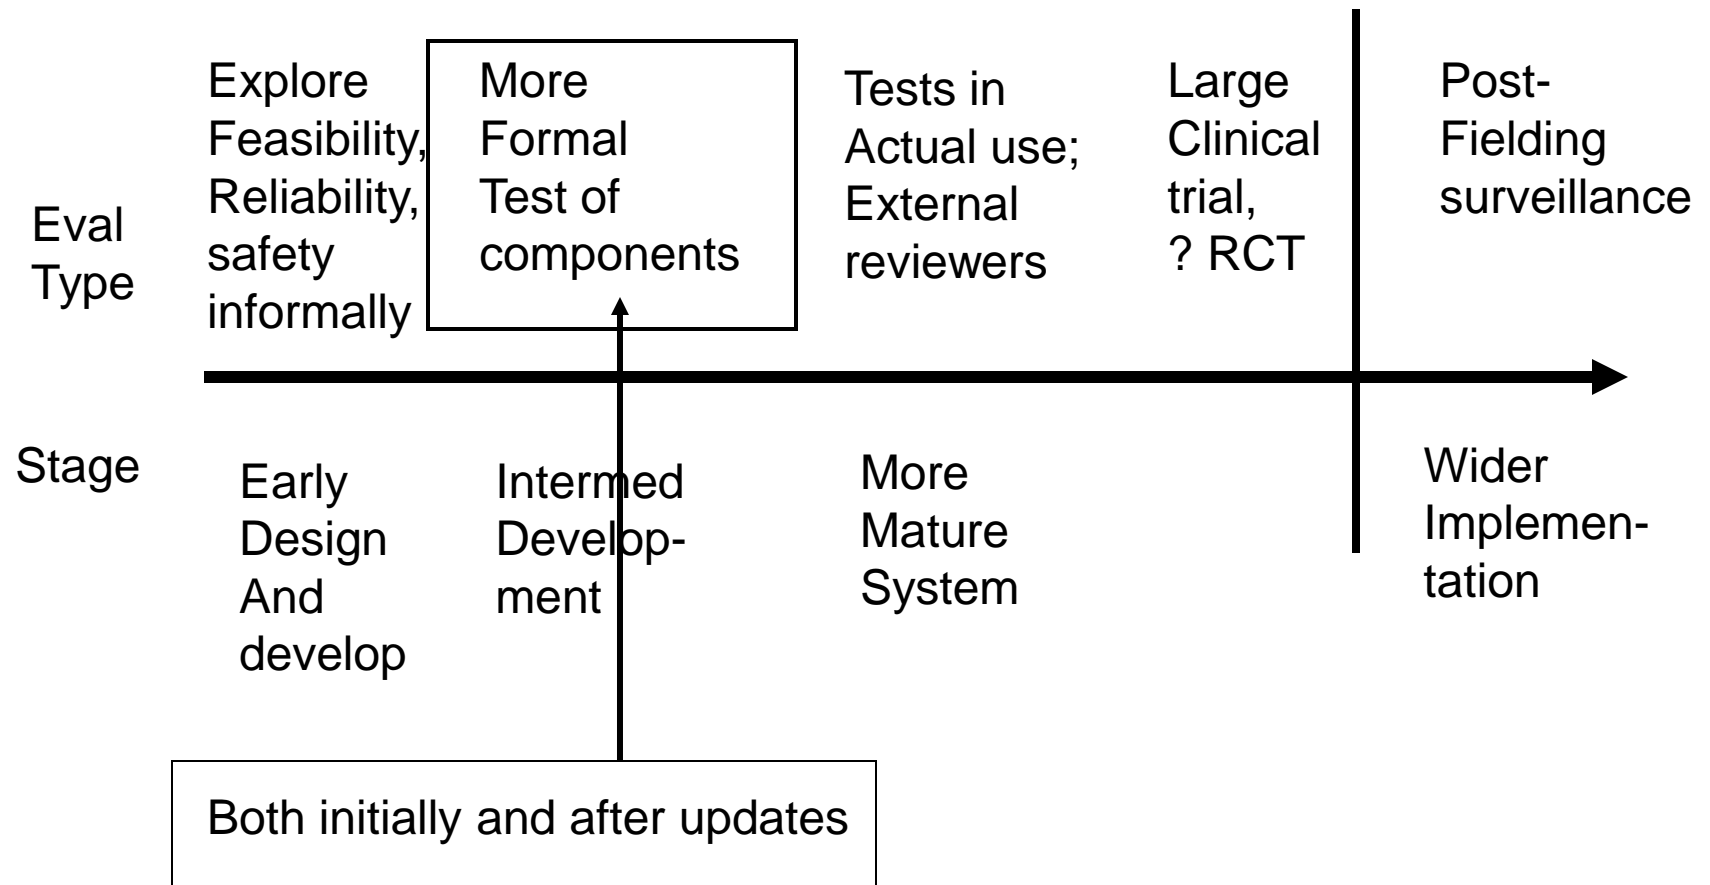 Eval
Type
Explore
Feasibility,
Reliability,
safety
informally
More
Formal
Test of
components
Tests in
Actual use;
External
reviewers
Large
Clinical
trial,
? RCT
Post-
Fielding
surveillance
Stage
Early
Design
And
develop
Intermed
Develop-
ment
More
Mature
System
Wider
Implemen-
tation
Both initially and after updates